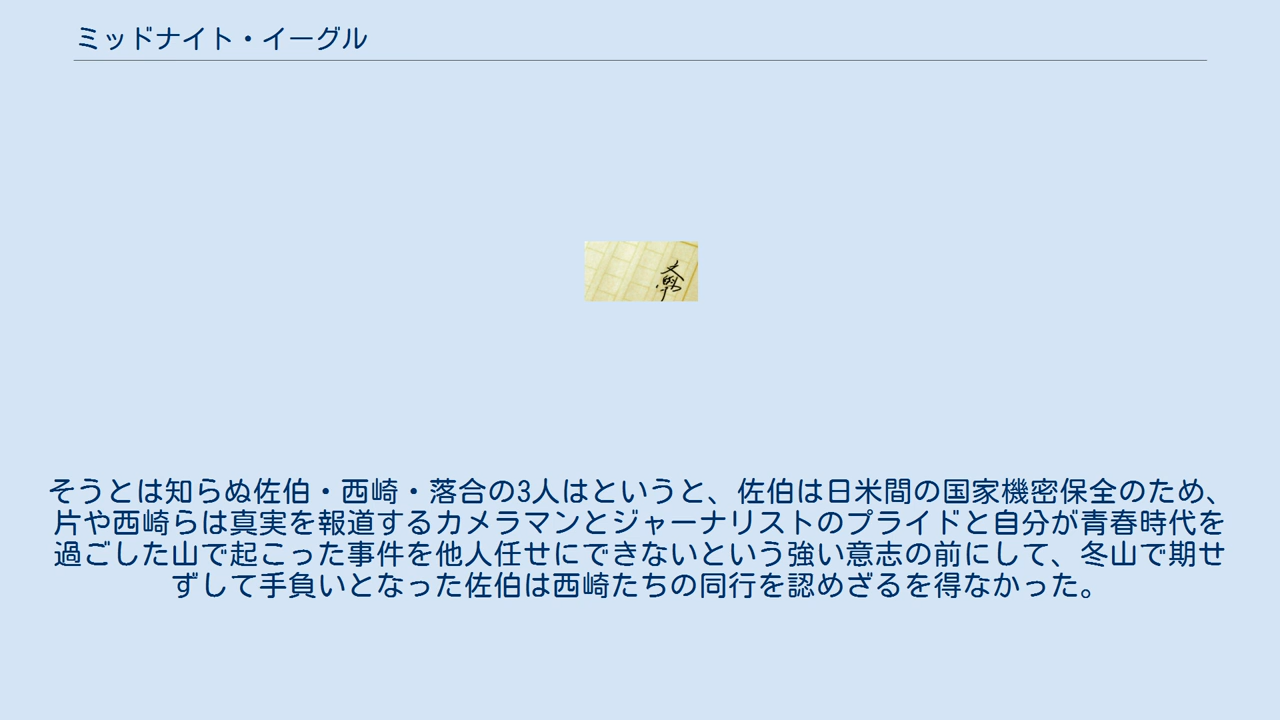 ミッドナイト・イーグル
そうとは知らぬ佐伯・西崎・落合の3人はというと、佐伯は日米間の国家機密保全のため、
片や西崎らは真実を報道するカメラマンとジャーナリストのプライドと自分が青春時代を
過ごした山で起こった事件を他人任せにできないという強い意志の前にして、冬山で期せ
ずして手負いとなった佐伯は西崎たちの同行を認めざるを得なかった。